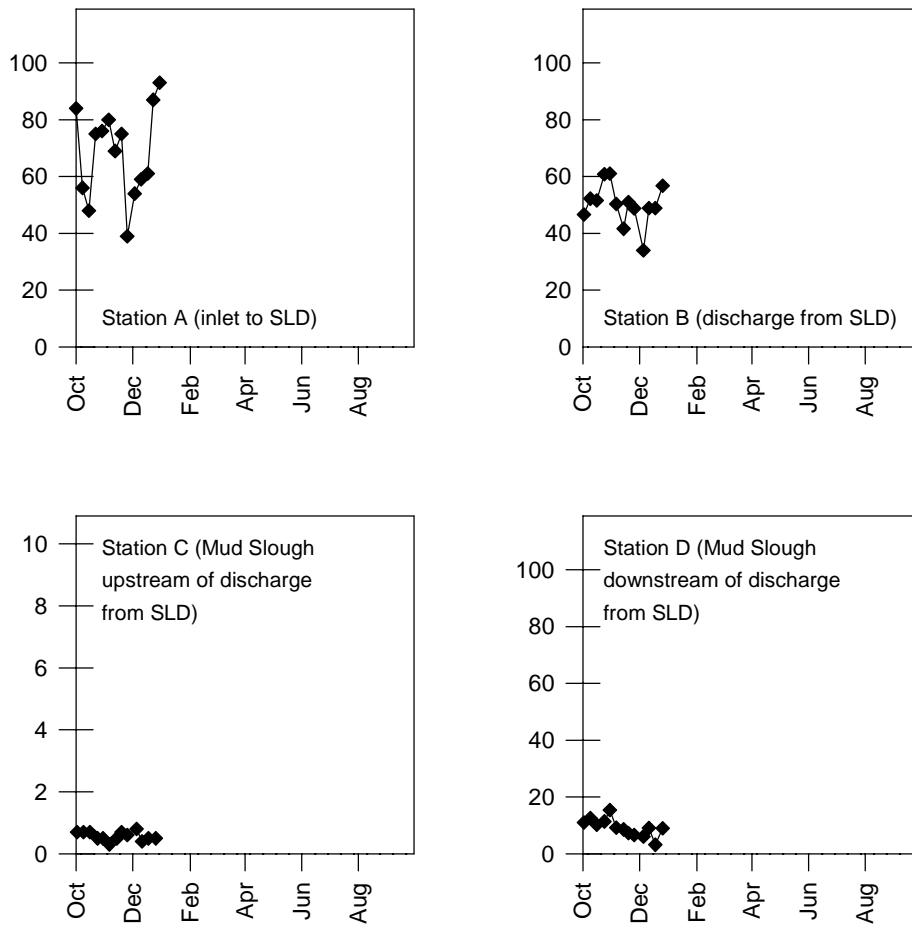 100
80
60
40
20
0
Station A (inlet to SLD)
Oct
Dec
Feb
Apr
Jun
Aug
100
80
60
40
20
0
Station B (discharge from SLD)
Oct
Dec
Feb
Apr
Jun
Aug
10
8
6
4
2
0
Station C (Mud Slough
upstream of discharge
from SLD)
Oct
Dec
Feb
Apr
Jun
Aug
100
80
60
40
20
0
Station D (Mud Slough
downstream of discharge
from SLD)
Oct
Dec
Feb
Apr
Jun
Aug